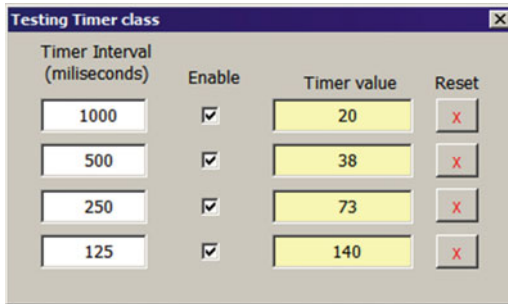 Testing Timer class
Timer Interval
(miliseconds)
Enable
Timer value
Reset
1000
20
X
500
38
X
250
73
X
125
140
X